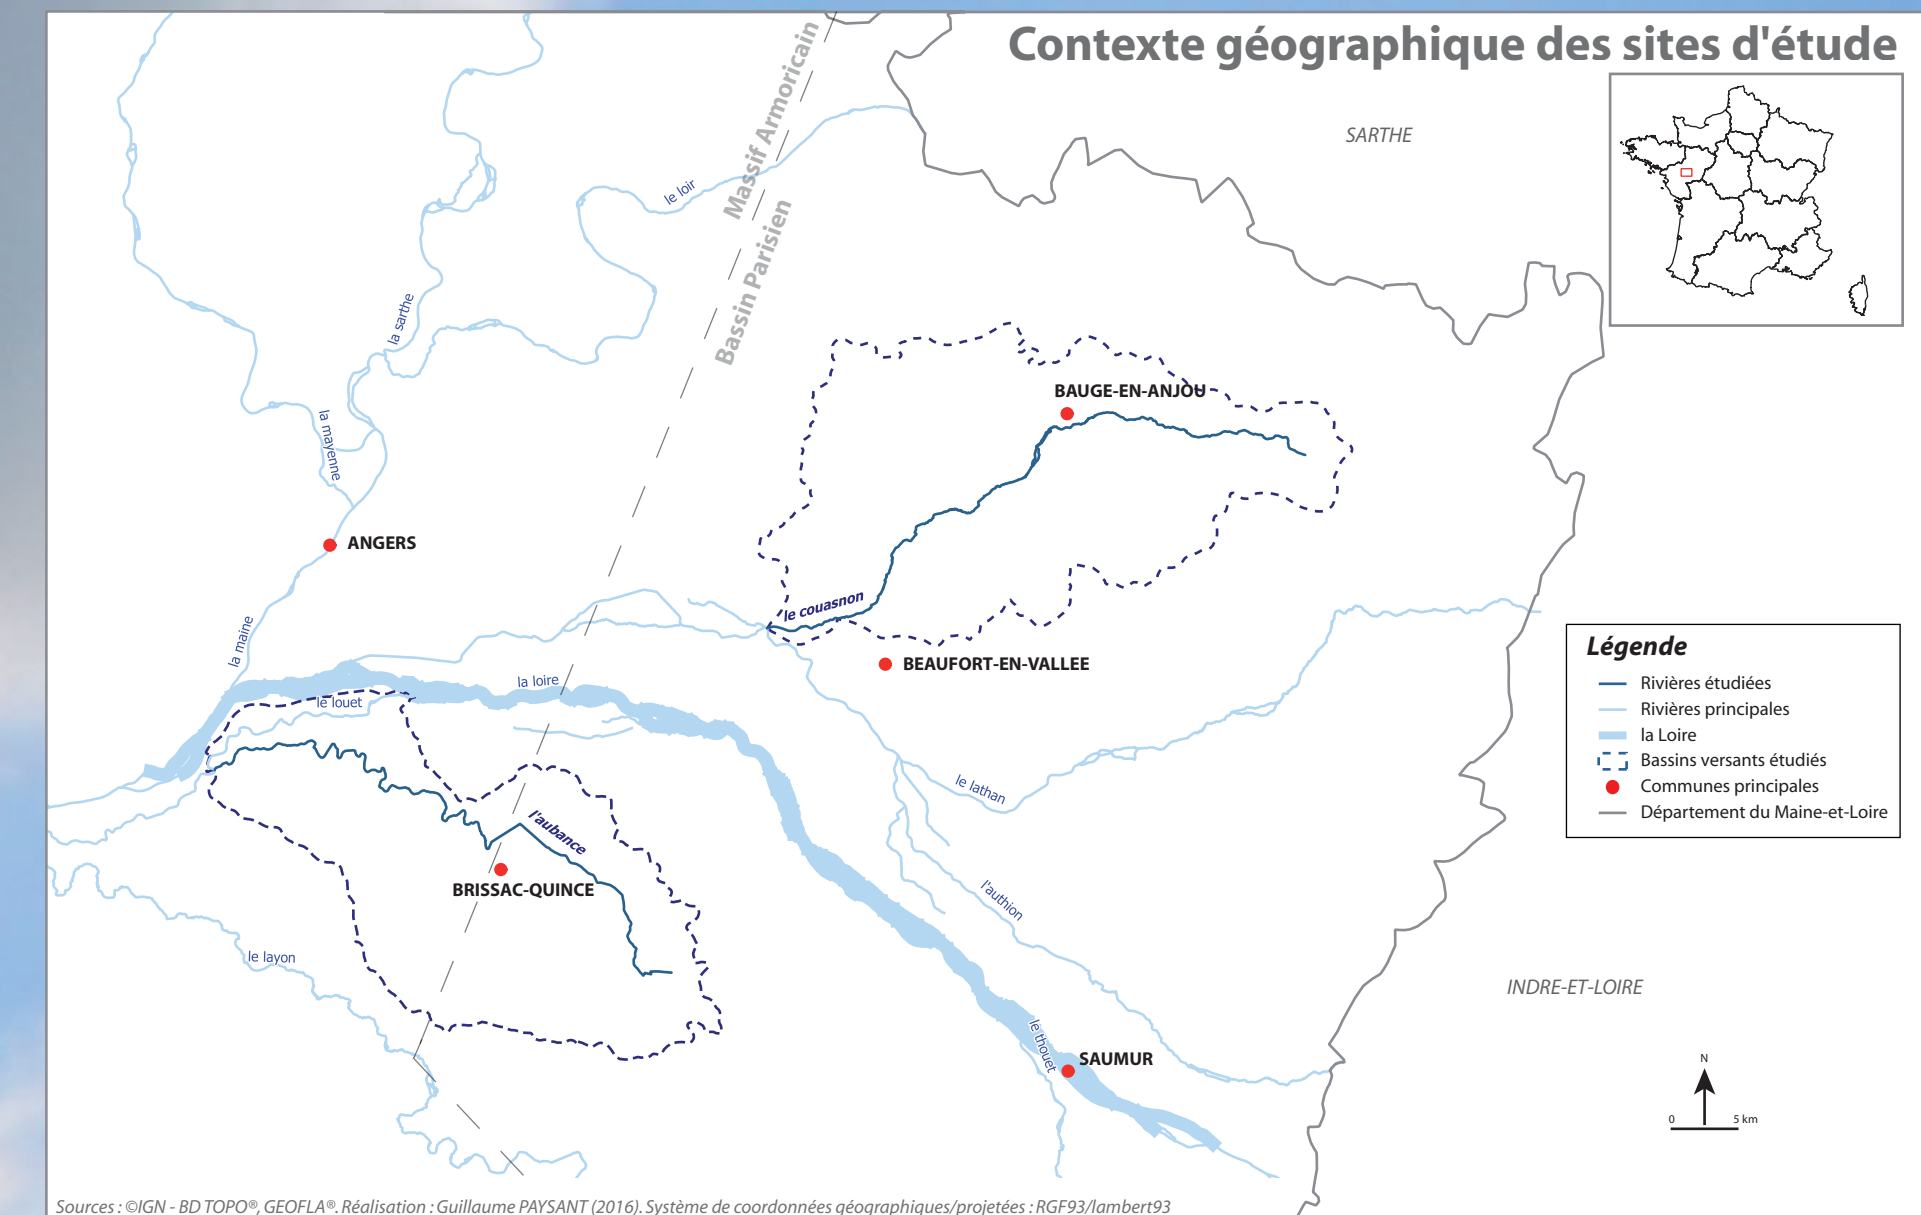 Contexte géographique des sites d'étude
SARTHE
Massif Armoricain
Bassin Parisien
le loir
la sarthe
la mayenne
BAUGE-EN-ANJOU
ANGERS
le couasnon
la maine
BEAUFORT-EN-VALLEE
la loire
le louet
le lathan
l'aubance
BRISSAC-QUINCE
l'authion
le layon
le thouet
SAUMUR
INDRE-ET-LOIRE
Légende
Rivières étudiées
Rivières principales
la Loire
Bassins versants étudiés
Communes principales
Département du Maine-et-Loire
N
0 5 km
Sources : ©IGN - BD TOPO®, GEOFLA®. Réalisation : Guillaume PAYSANT (2016). Système de coordonnées géographiques/projetées : RGF93/lambert93